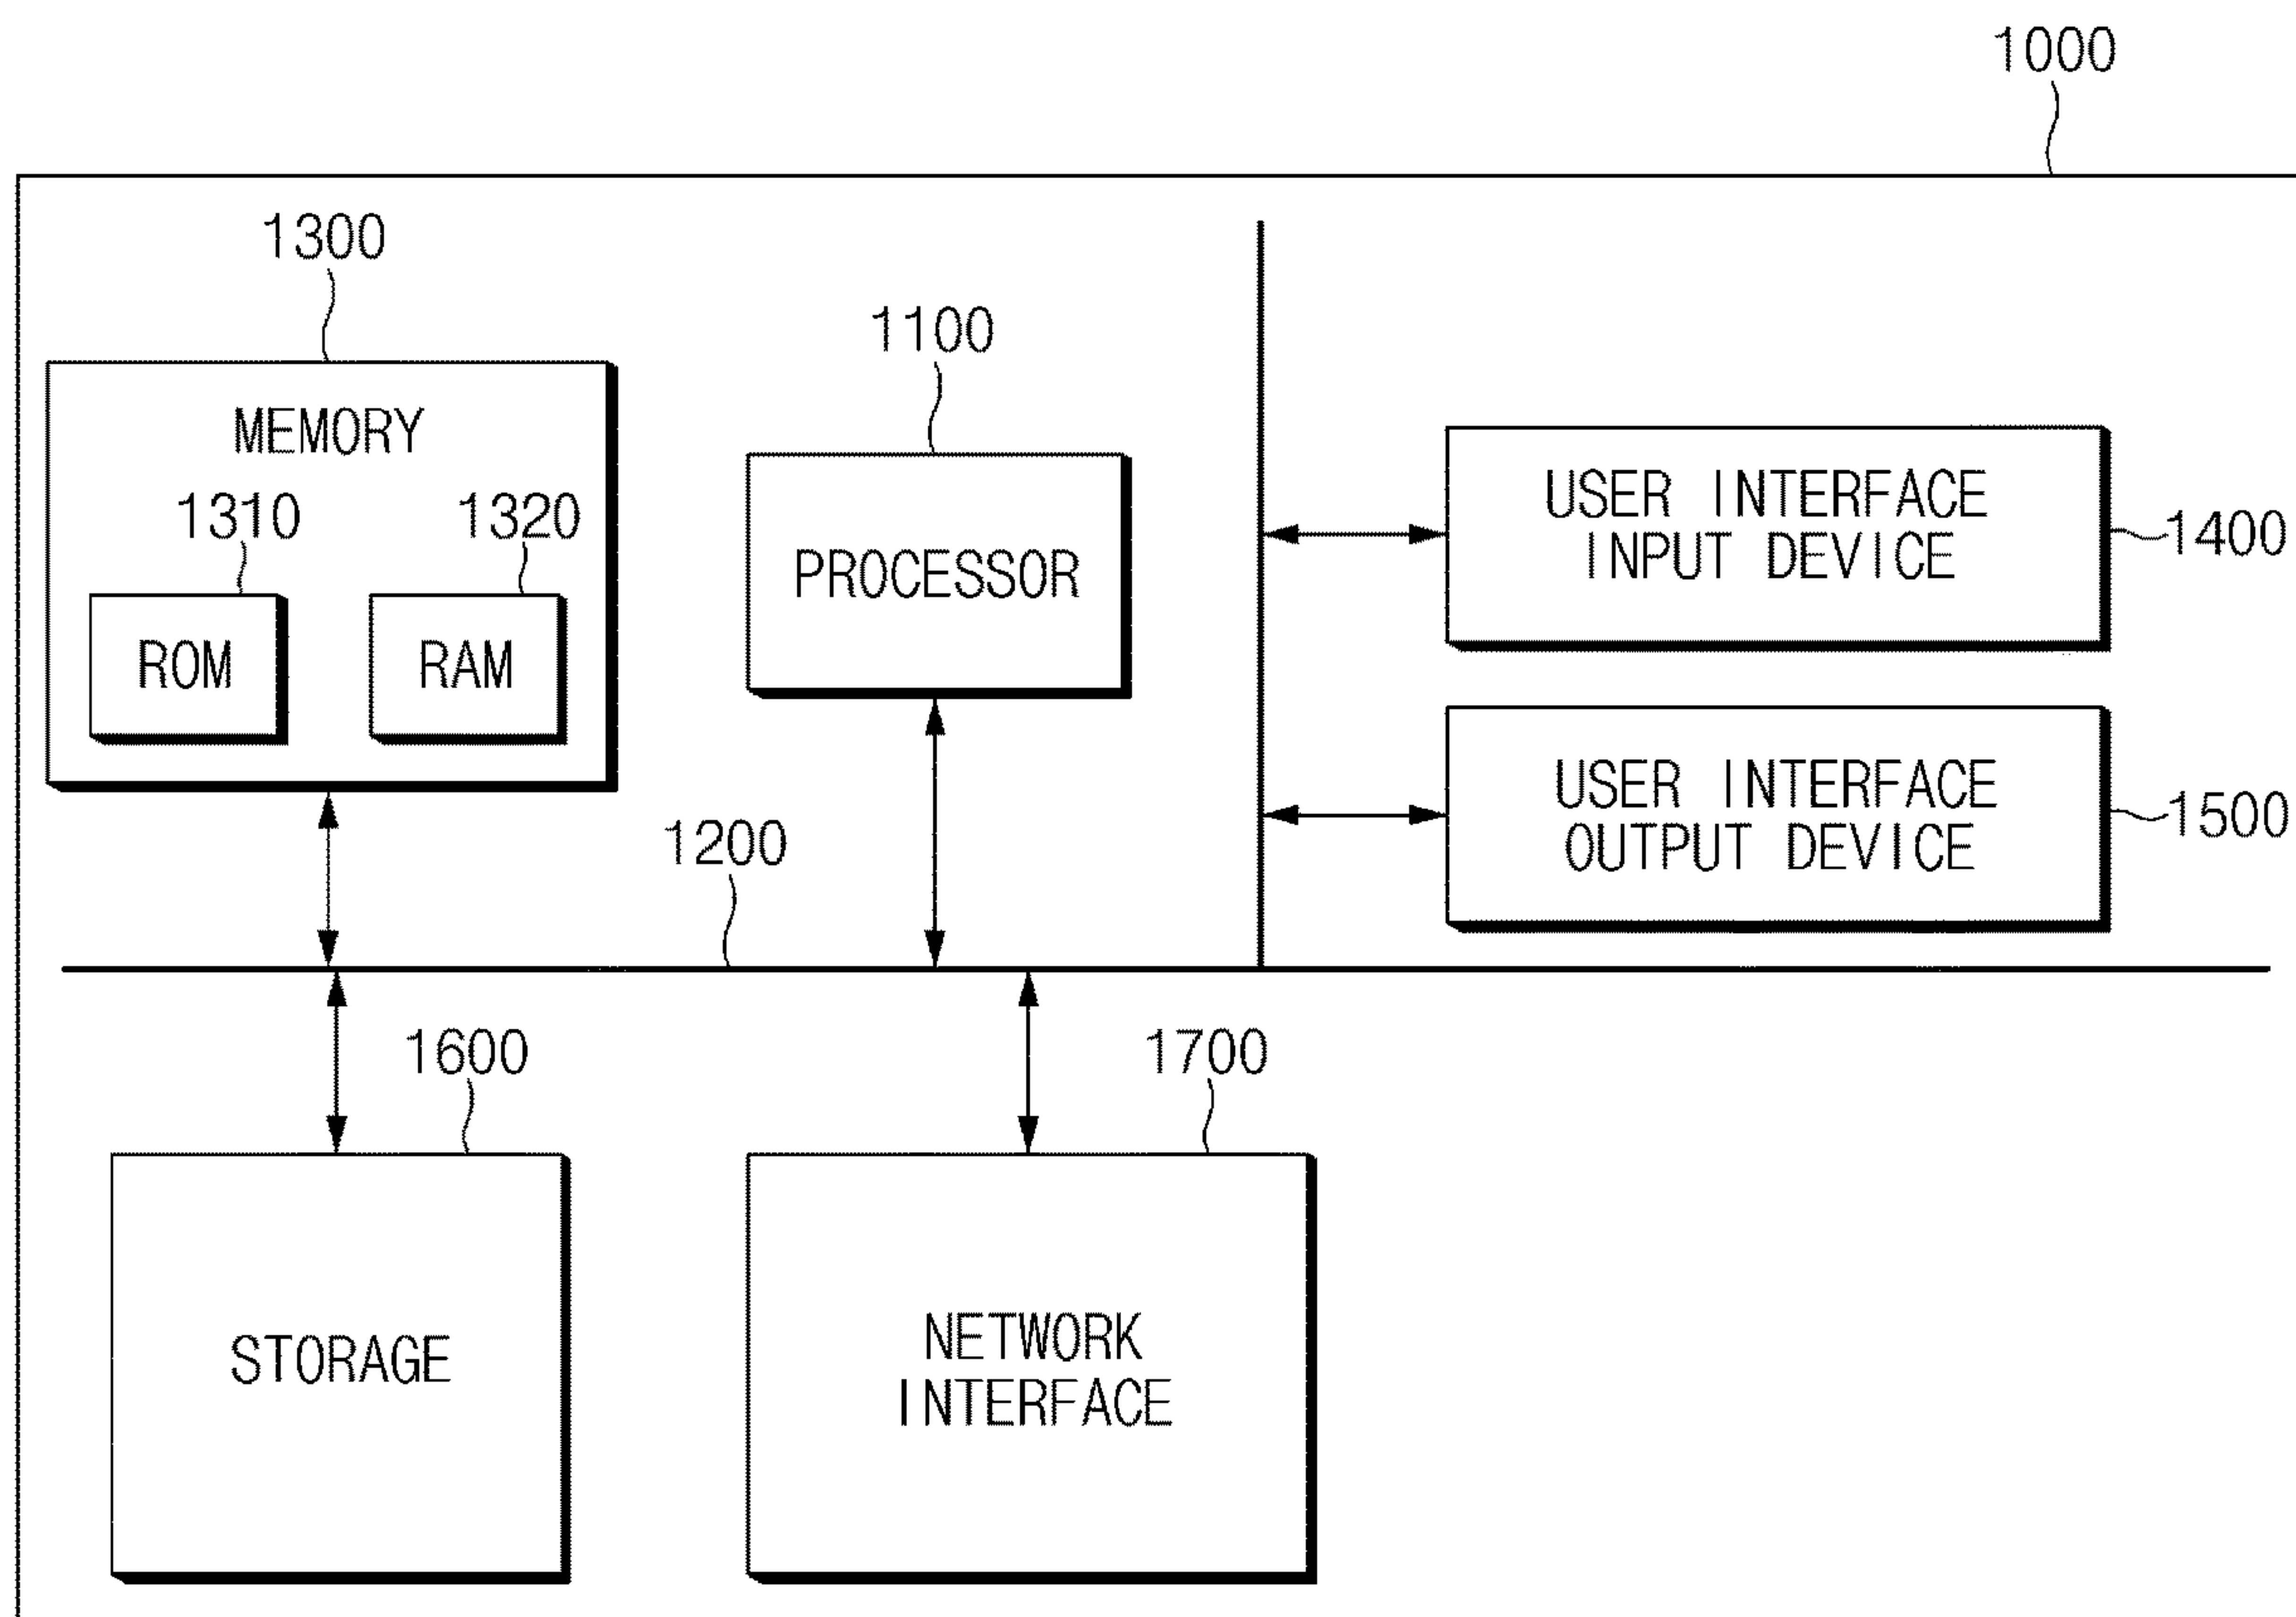 1000
1300
1100
MEMORY
1310
1320
ROM
RAM
PROCESSOR
USER INTERFACE
INPUT DEVICE
1400
USER INTERFACE
OUTPUT DEVICE
1500
1200
1600
1700
STORAGE
NETWORK
INTERFACE